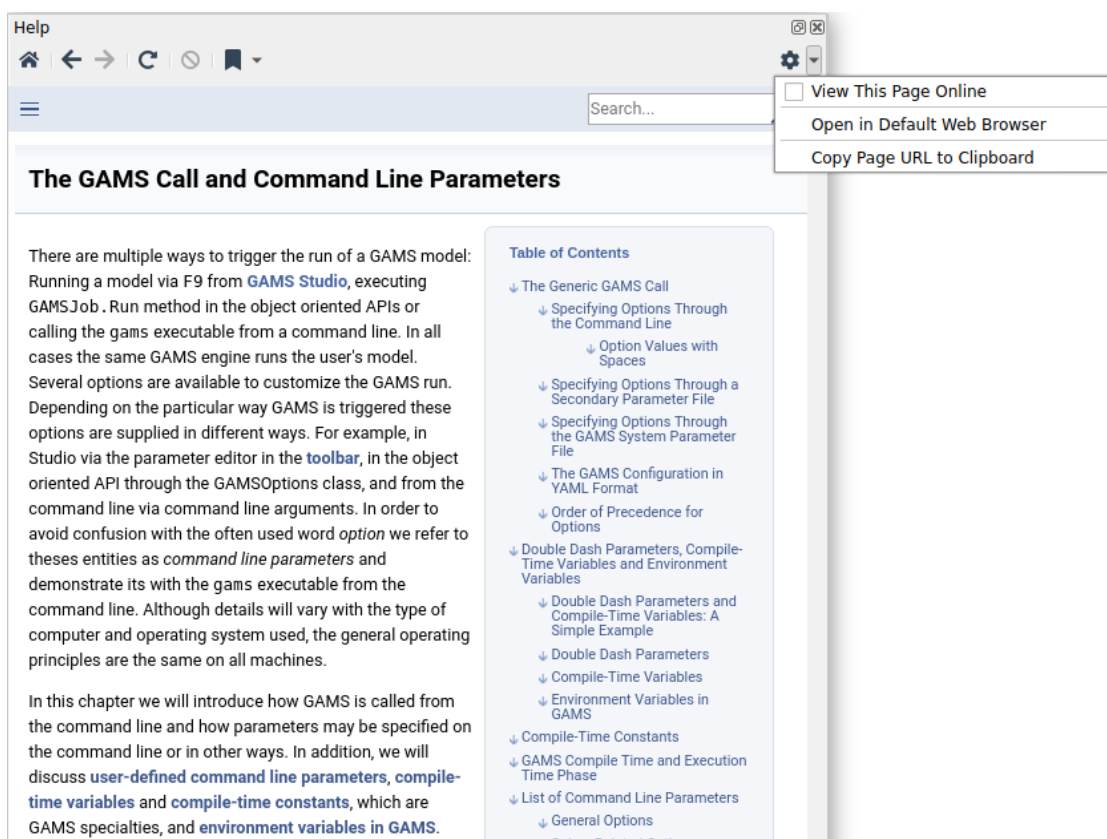 Help
View This Page Online
Search...
Open in Default Web Browser
Copy Page URL to Clipboard
The GAMS Call and Command Line Parameters
There are multiple ways to trigger the run of a GAMS model:
Running a model via F9 from GAMS Studio, executing
GAMSJob.Run method in the object oriented APIs or
calling the gams executable from a command line. In all
cases the same GAMS engine runs the user's model.
Several options are available to customize the GAMS run.
Depending on the particular way GAMS is triggered these
options are supplied in different ways. For example, in
Studio via the parameter editor in the toolbar, in the object
oriented API through the GAMSOptions class, and from the
command line via command line arguments. In order to
avoid confusion with the often used word option we refer to
theses entities as command line parameters and
demonstrate its with the gams executable from the
command line. Although details will vary with the type of
computer and operating system used, the general operating
principles are the same on all machines.
In this chapter we will introduce how GAMS is called from
the command line and how parameters may be specified on
the command line or in other ways. In addition, we will
discuss user-defined command line parameters, compile-
time variables and compile-time constants, which are
GAMS specialties, and environment variables in GAMS.
Table of Contents
The Generic GAMS Call
Specifying Options Through
the Command Line
Option Values with
Spaces
Specifying Options Through a
Secondary Parameter File
Specifying Options Through
the GAMS System Parameter
File
The GAMS Configuration in
YAML Format
Order of Precedence for
Options
Double Dash Parameters, Compile-
Time Variables and Environment
Variables
Double Dash Parameters and
Compile-Time Variables: A
Simple Example
Double Dash Parameters
Compile-Time Variables
Environment Variables in
GAMS
Compile-Time Constants
GAMS Compile Time and Execution
Time Phase
List of Command Line Parameters
General Options